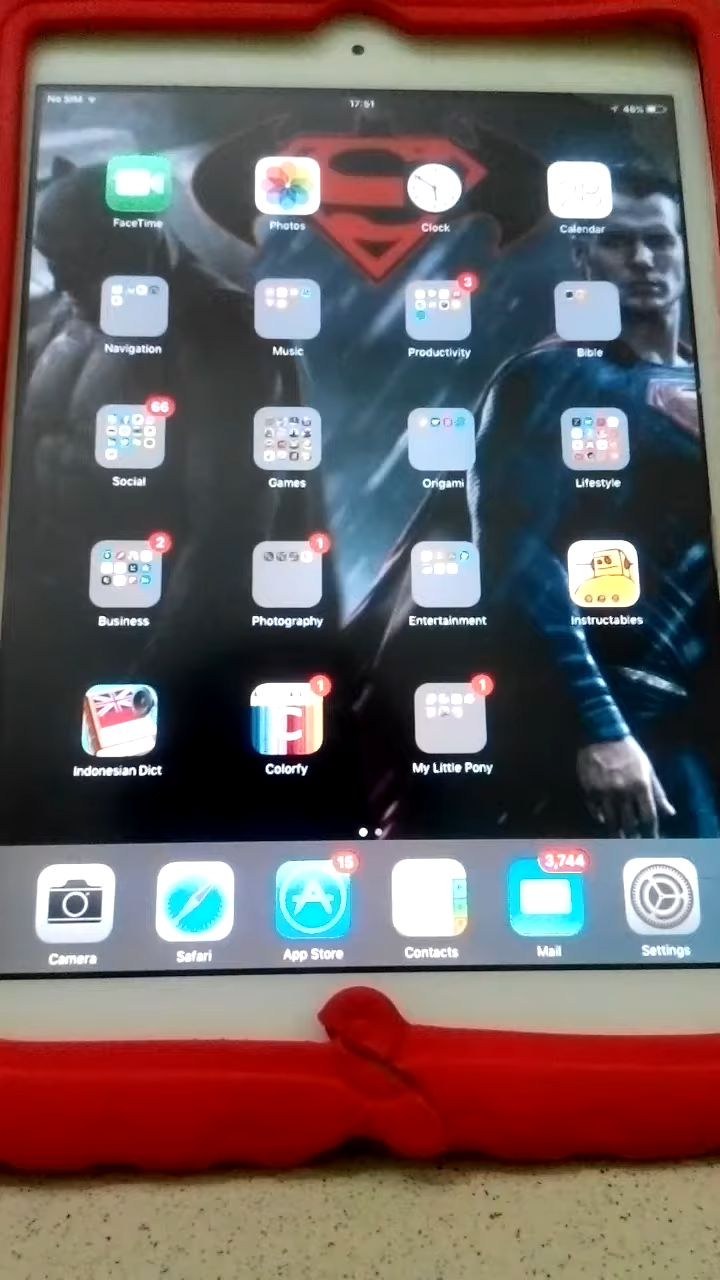 No SIM 17:51 46%
FaceTime Photos Clock Calendar
3
Navigation Music Productivity Bible
66
Social Games Origami Lifestyle
2 1
Business Photography Entertainment Instructables
1 1
Indonesian Dict Colorfy My Little Pony
15 3,744
Camera Safari App Store Contacts Mail Settings